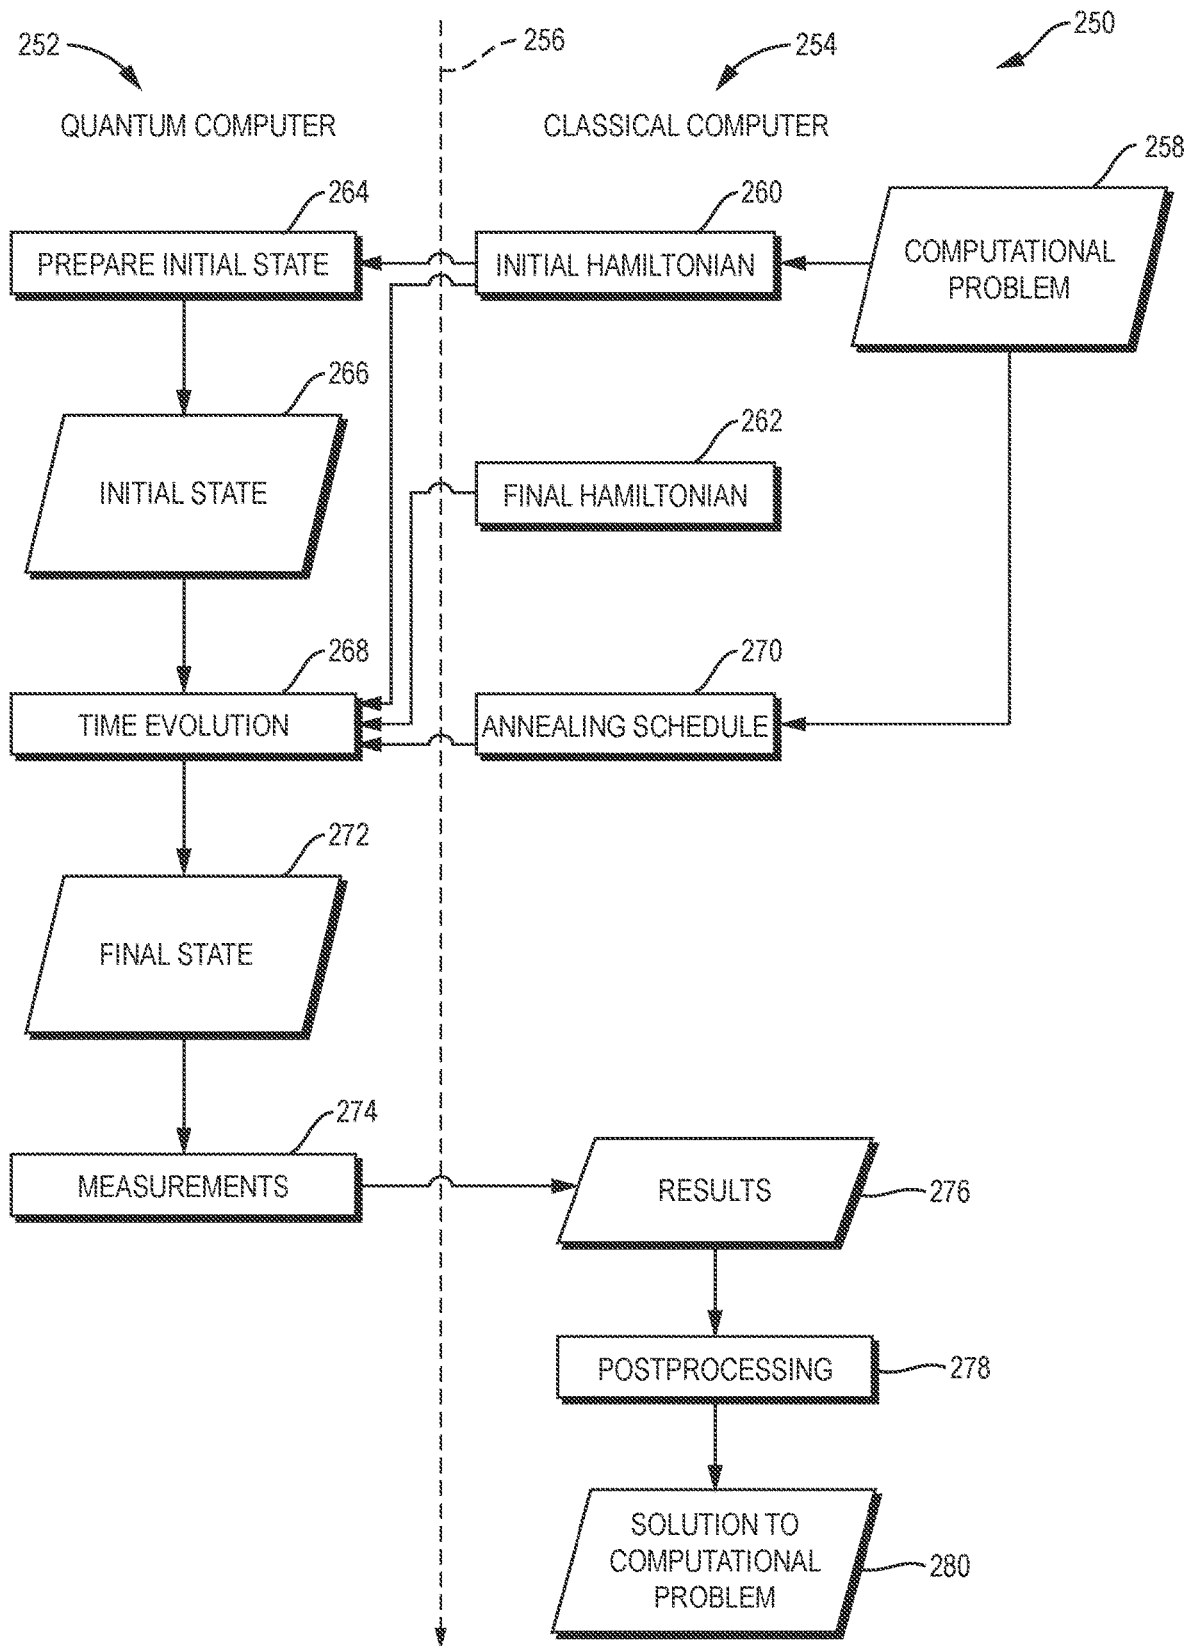 252
256
254
250
QUANTUM COMPUTER
CLASSICAL COMPUTER
258
264
260
PREPARE INITIAL STATE
INITIAL HAMILTONIAN
COMPUTATIONAL
PROBLEM
266
262
INITIAL STATE
FINAL HAMILTONIAN
268
270
TIME EVOLUTION
ANNEALING SCHEDULE
272
FINAL STATE
274
MEASUREMENTS
RESULTS
276
POSTPROCESSING
278
SOLUTION TO
COMPUTATIONAL
PROBLEM
280